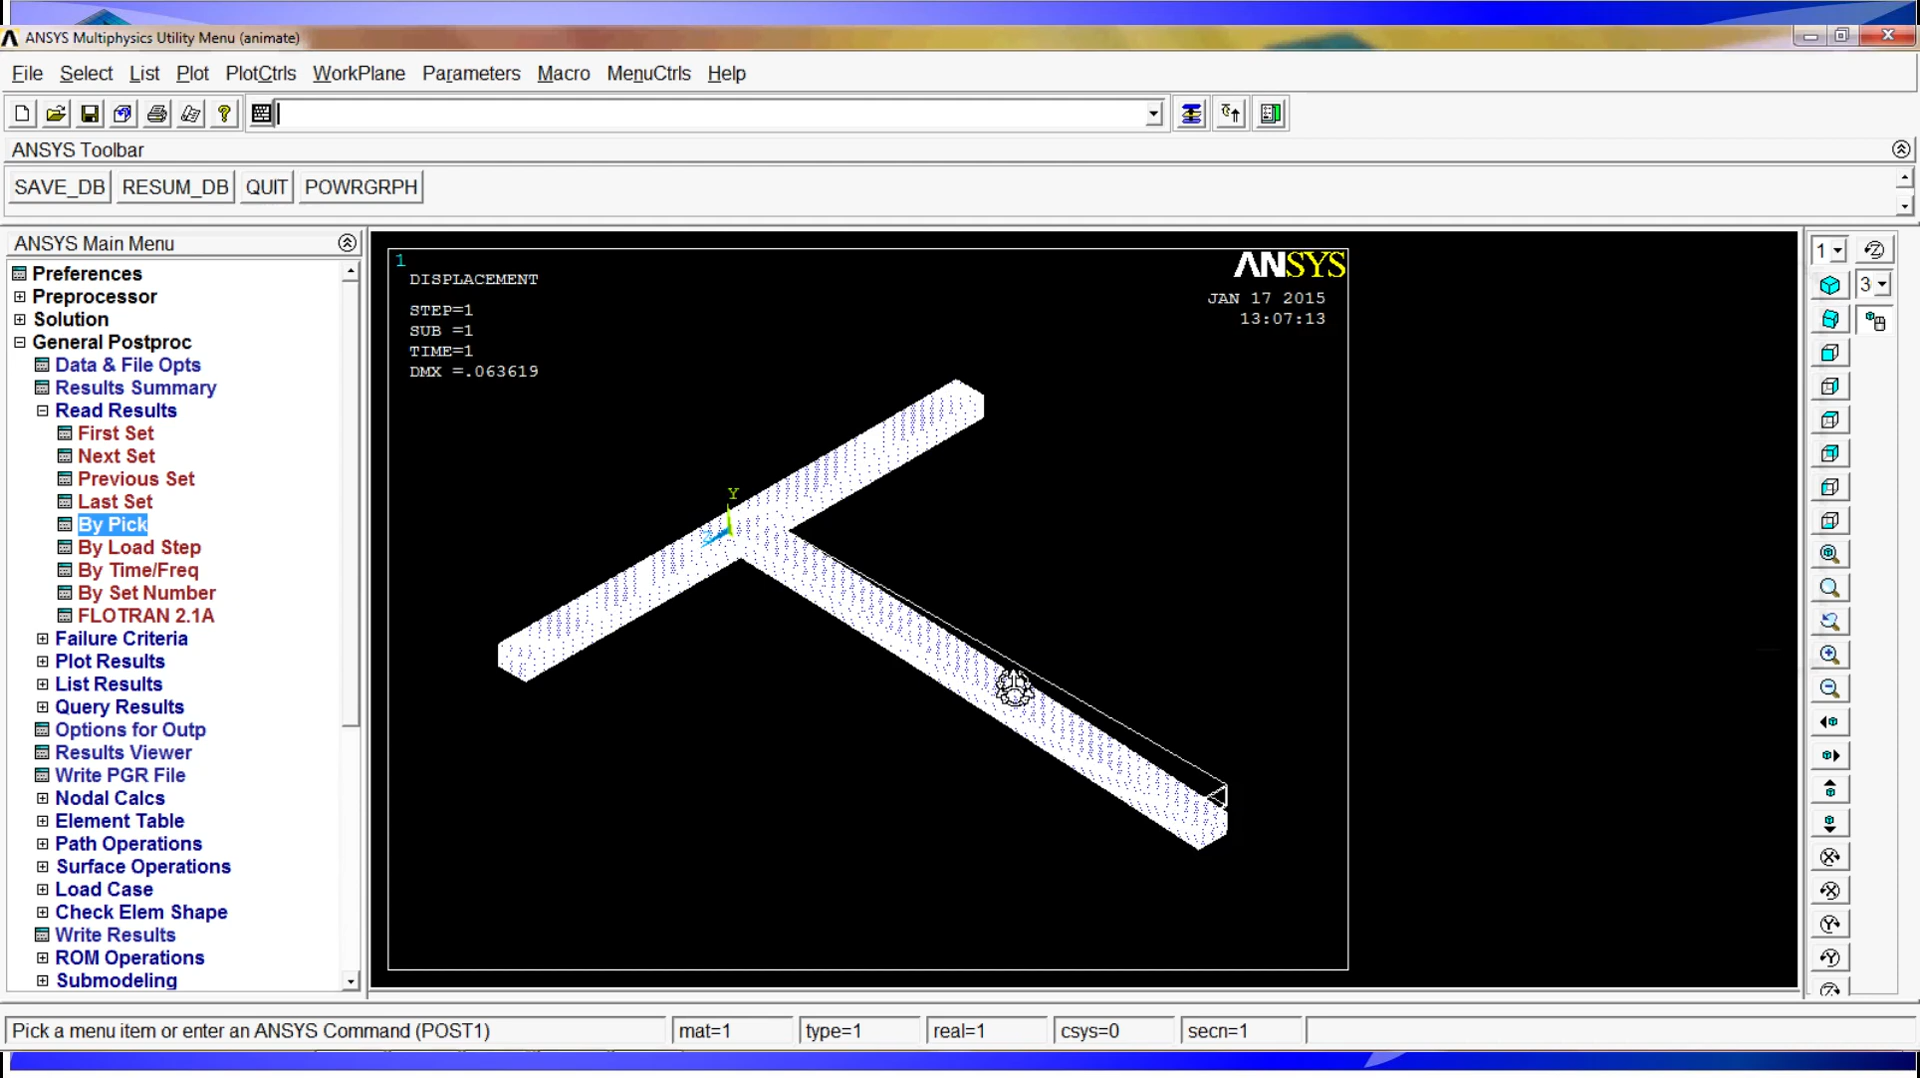 ANSYS Multiphysics Utility Menu (animate)
File Select List Plot PlotCtrls WorkPlane Parameters Macro MenuCtrls Help
ANSYS Toolbar
SAVE_DB RESUM_DB QUIT POWRGRPH
ANSYS Main Menu
Preferences
Preprocessor
Solution
General Postproc
Data & File Opts
Results Summary
Read Results
First Set
Next Set
Previous Set
Last Set
By Pick
By Load Step
By Time/Freq
By Set Number
FLOTRAN 2.1A
Failure Criteria
Plot Results
List Results
Query Results
Options for Outp
Results Viewer
Write PGR File
Nodal Calcs
Element Table
Path Operations
Surface Operations
Load Case
Check Elem Shape
Write Results
ROM Operations
Submodeling
1
DISPLACEMENT
STEP=1
SUB =1
TIME=1
DMX =.063619
ANSYS
JAN 17 2015
13:07:13
Y
Z
1
3
Pick a menu item or enter an ANSYS Command (POST1) mat=1 type=1 real=1 csys=0 secn=1